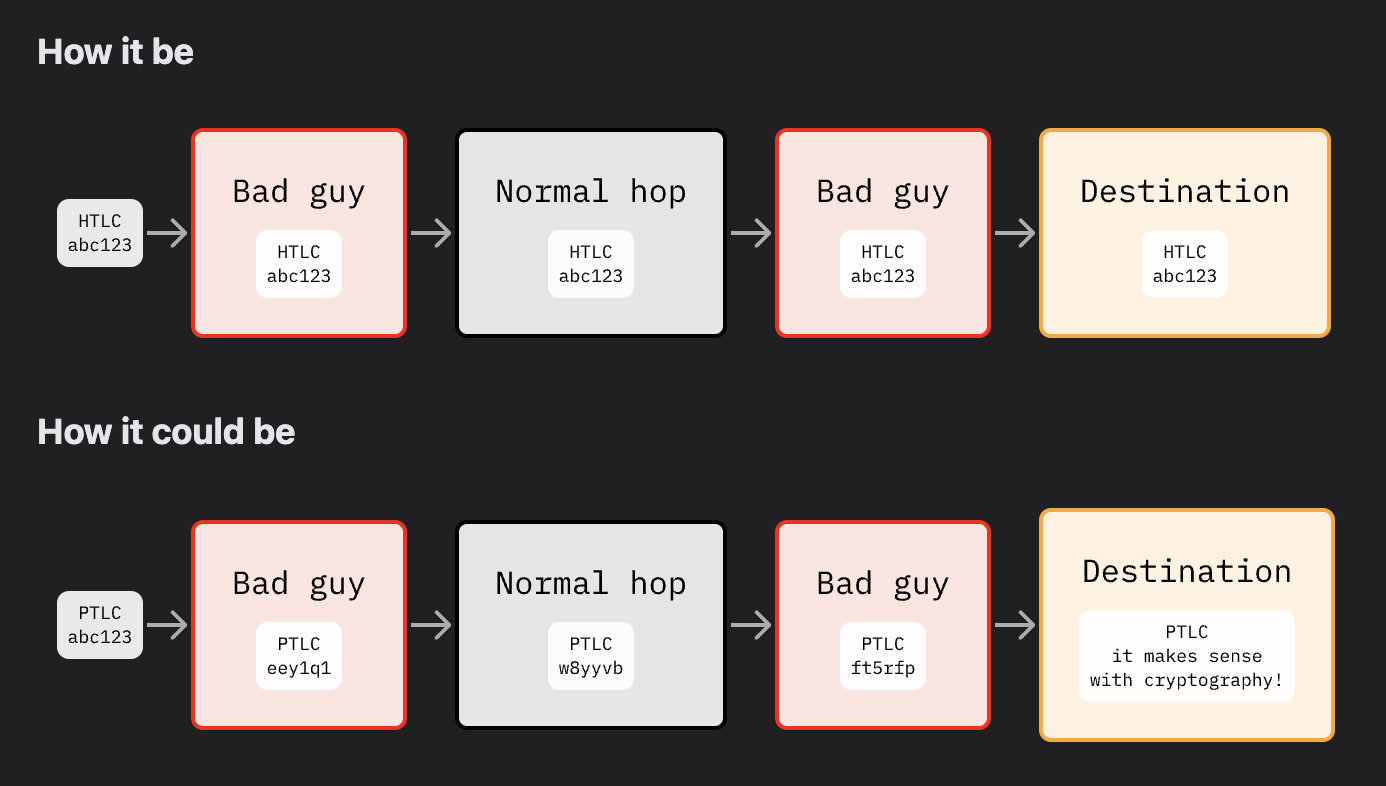 How it be
HTLC
abc123
Bad guy
HTLC
abc123
Normal hop
HTLC
abc123
Bad guy
HTLC
abc123
Destination
HTLC
abc123
How it could be
PTLC
abc123
Bad guy
PTLC
eey1q1
Normal hop
PTLC
w8yyvb
Bad guy
PTLC
ft5rfp
Destination
PTLC
it makes sense
with cryptography!